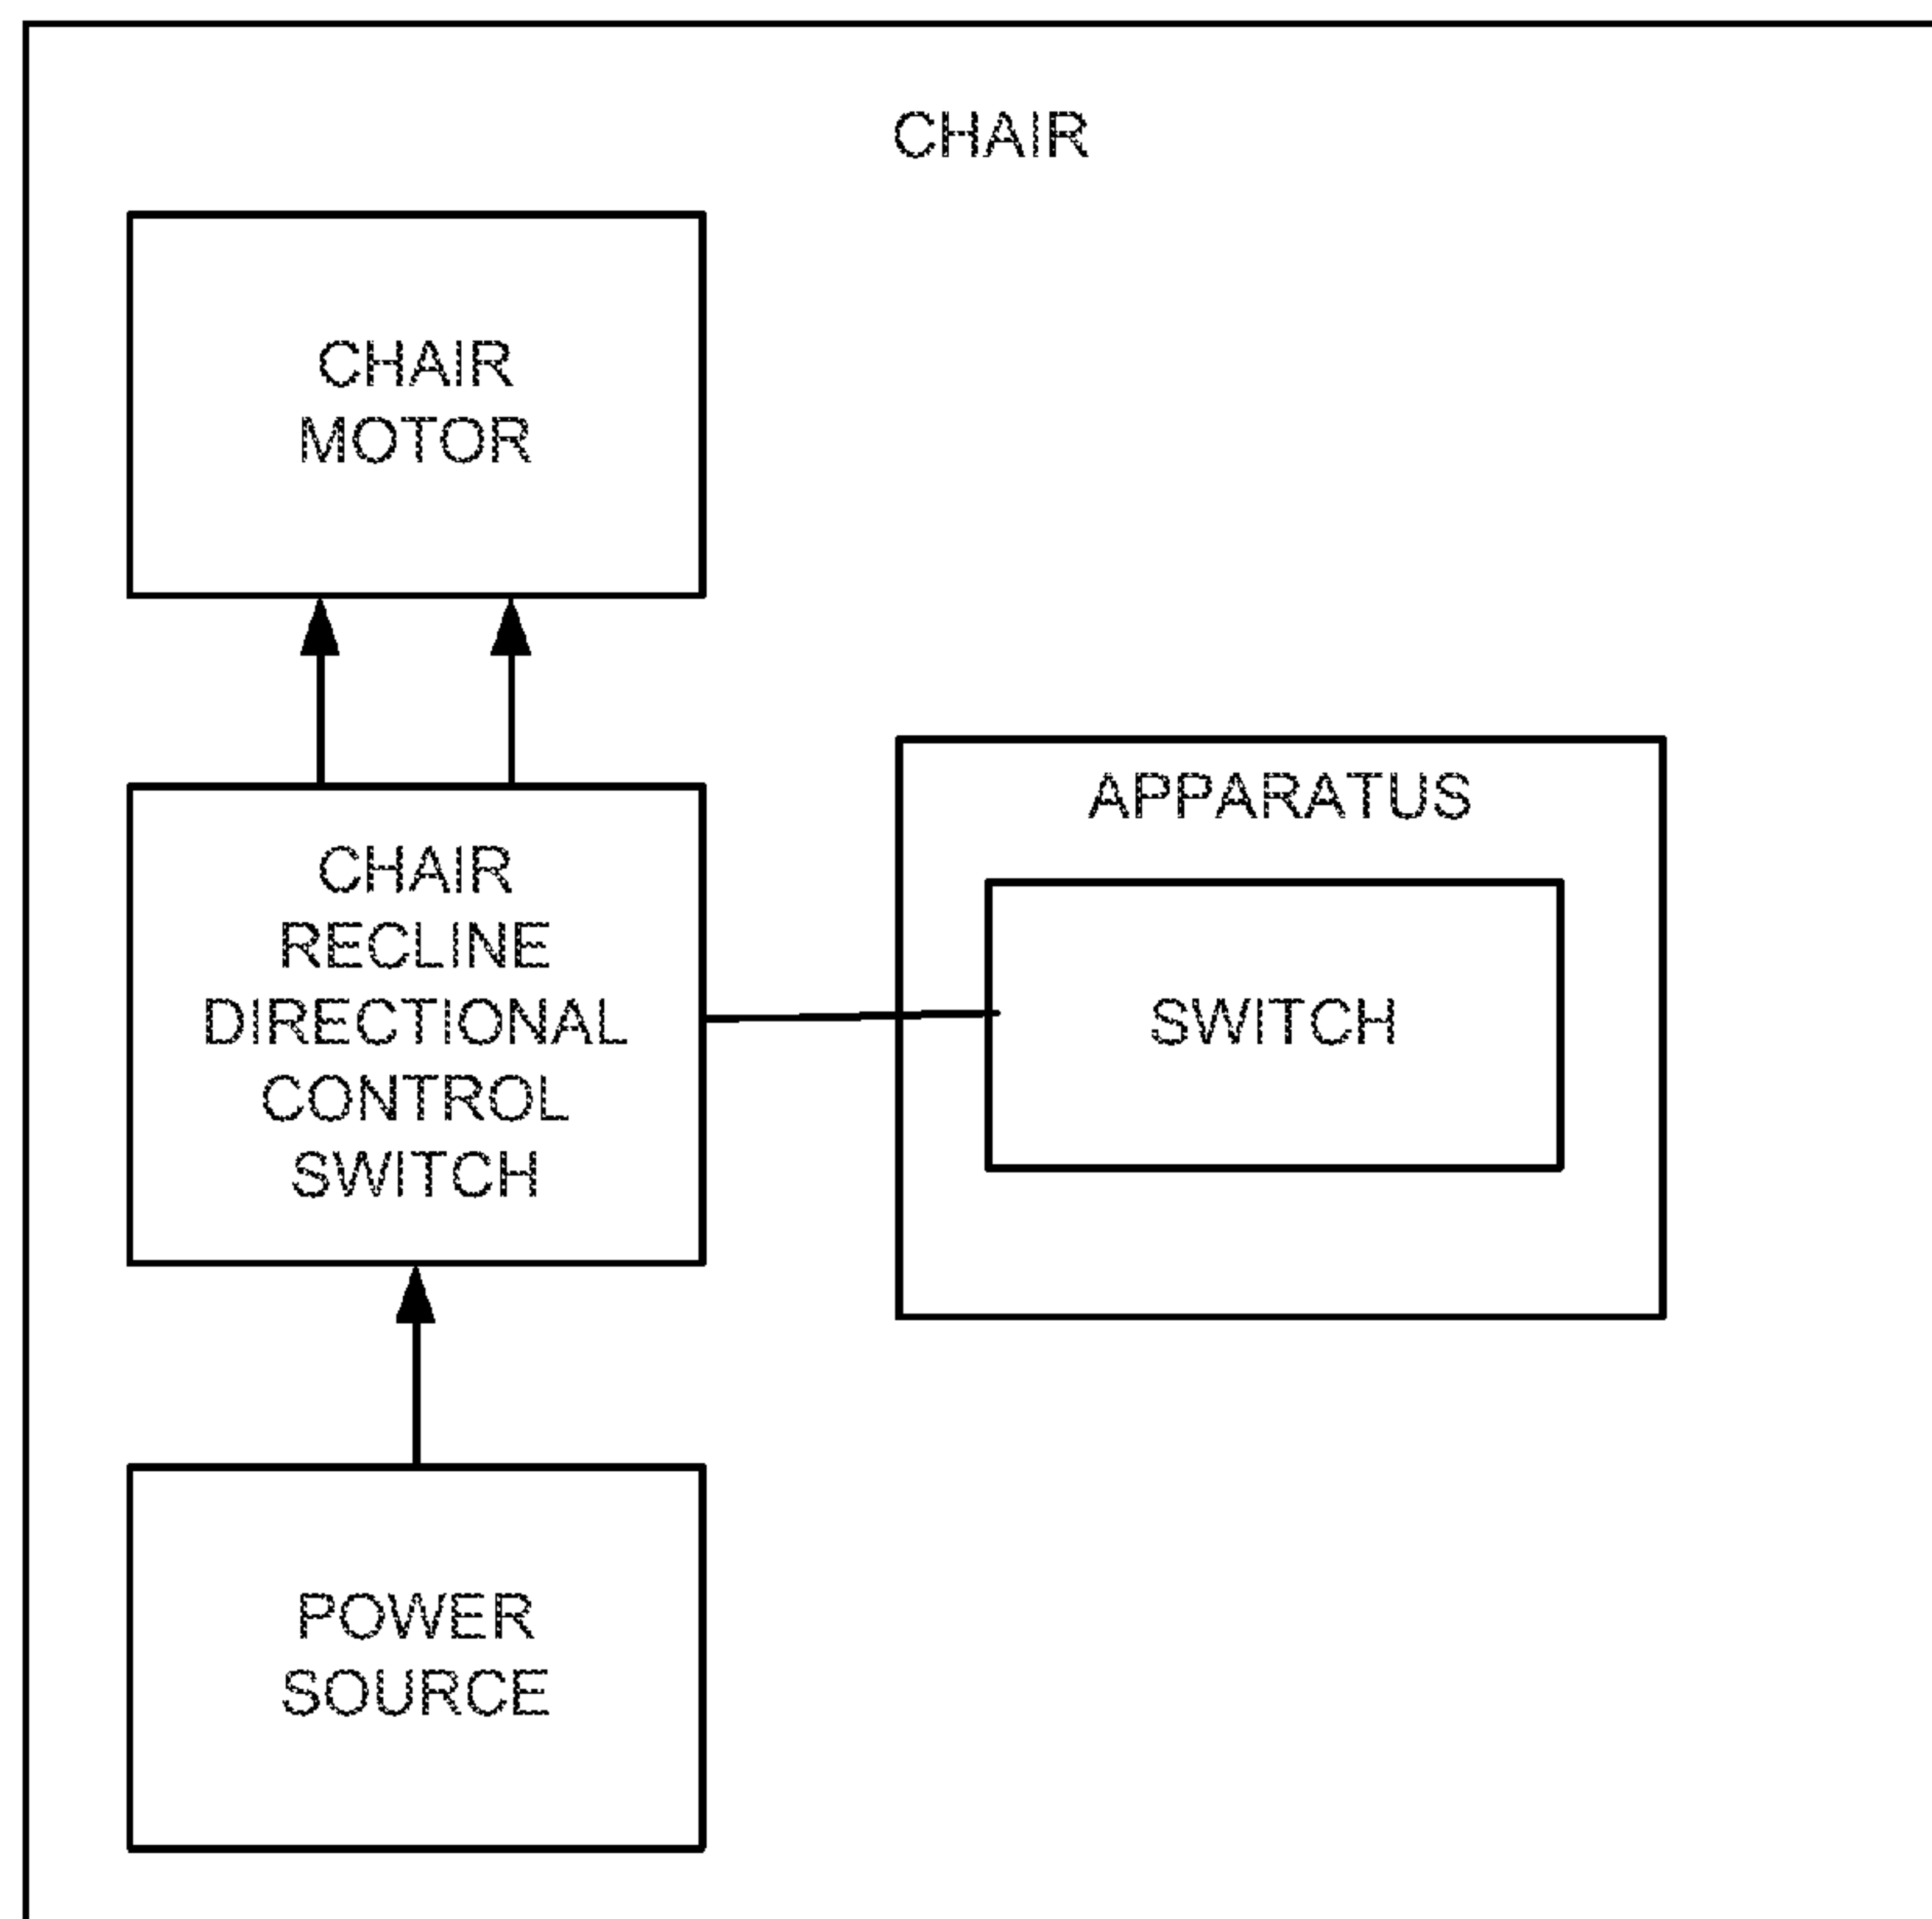 CHAIR
CHAIR
MOTOR
CHAIR
RECLINE
DIRECTIONAL
CONTROL
SWITCH
APPARATUS
SWITCH
POWER
SOURCE